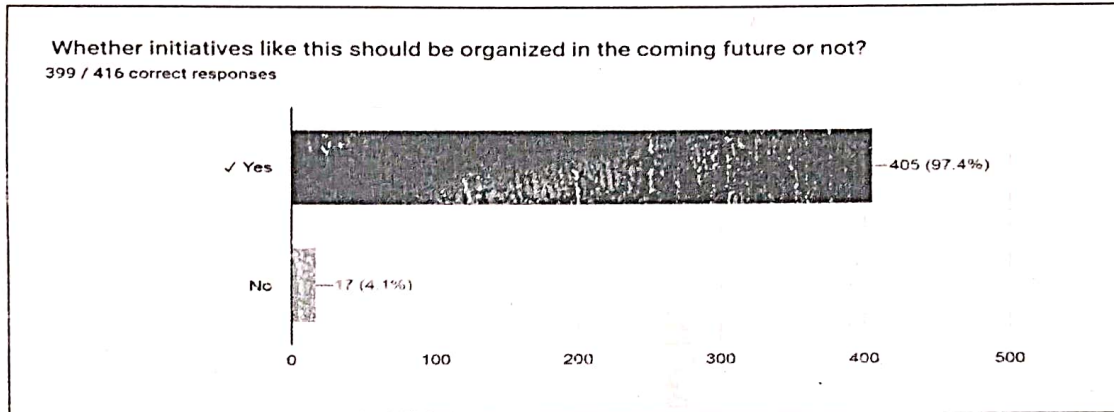 Whether initiatives like this should be organized in the coming future or not?
399 / 416 correct responses
✓ Yes
405 (97.4%)
No
17 (4.1%)
0 100 200 300 400 500